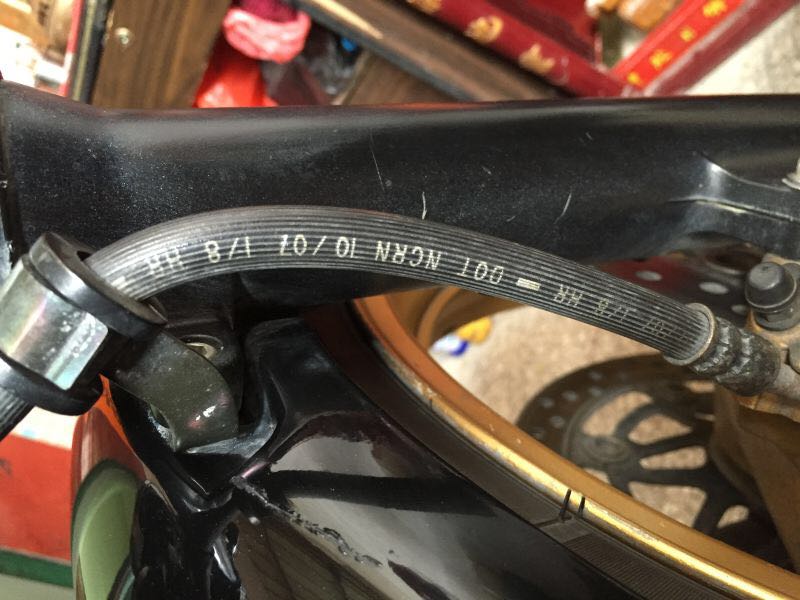 1/8 HR = DOT NCRN 10/07 1/8 HR